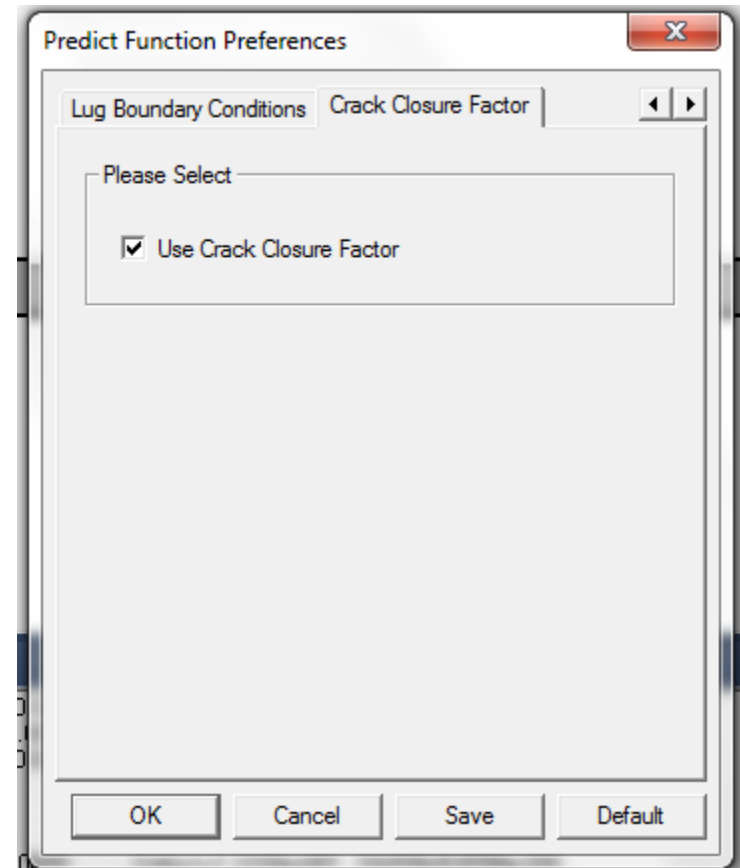 Predict Function Preferences
Lug Boundary Conditions Crack Closure Factor
Please Select
Use Crack Closure Factor
OK Cancel Save Default